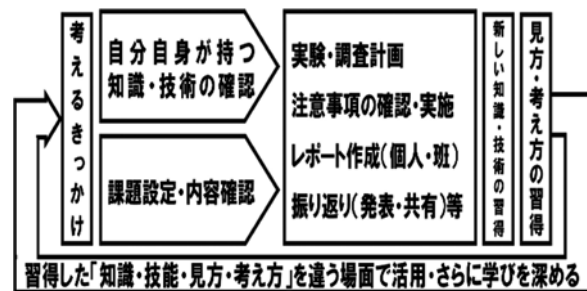 考えるきっかけ
自分自身が持つ
知識・技術の確認
課題設定・内容確認
実験・調査計画
注意事項の確認・実施
レポート作成(個人・班)
振り返り(発表・共有)等
新しい知識・技術の習得
見方・考え方の習得
習得した「知識・技能・見方・考え方」を違う場面で活用・さらに学びを深める